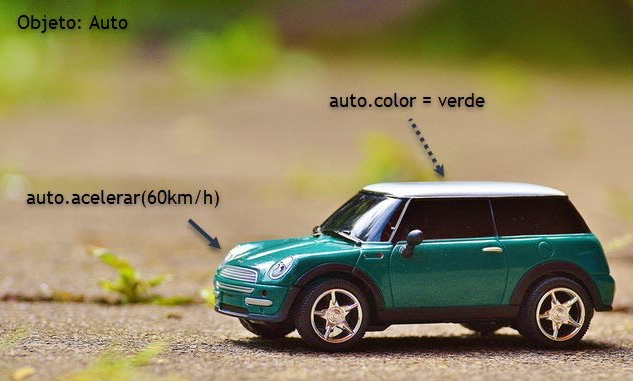 Objeto: Auto
auto.color = verde
auto.acelerar(60km/h)